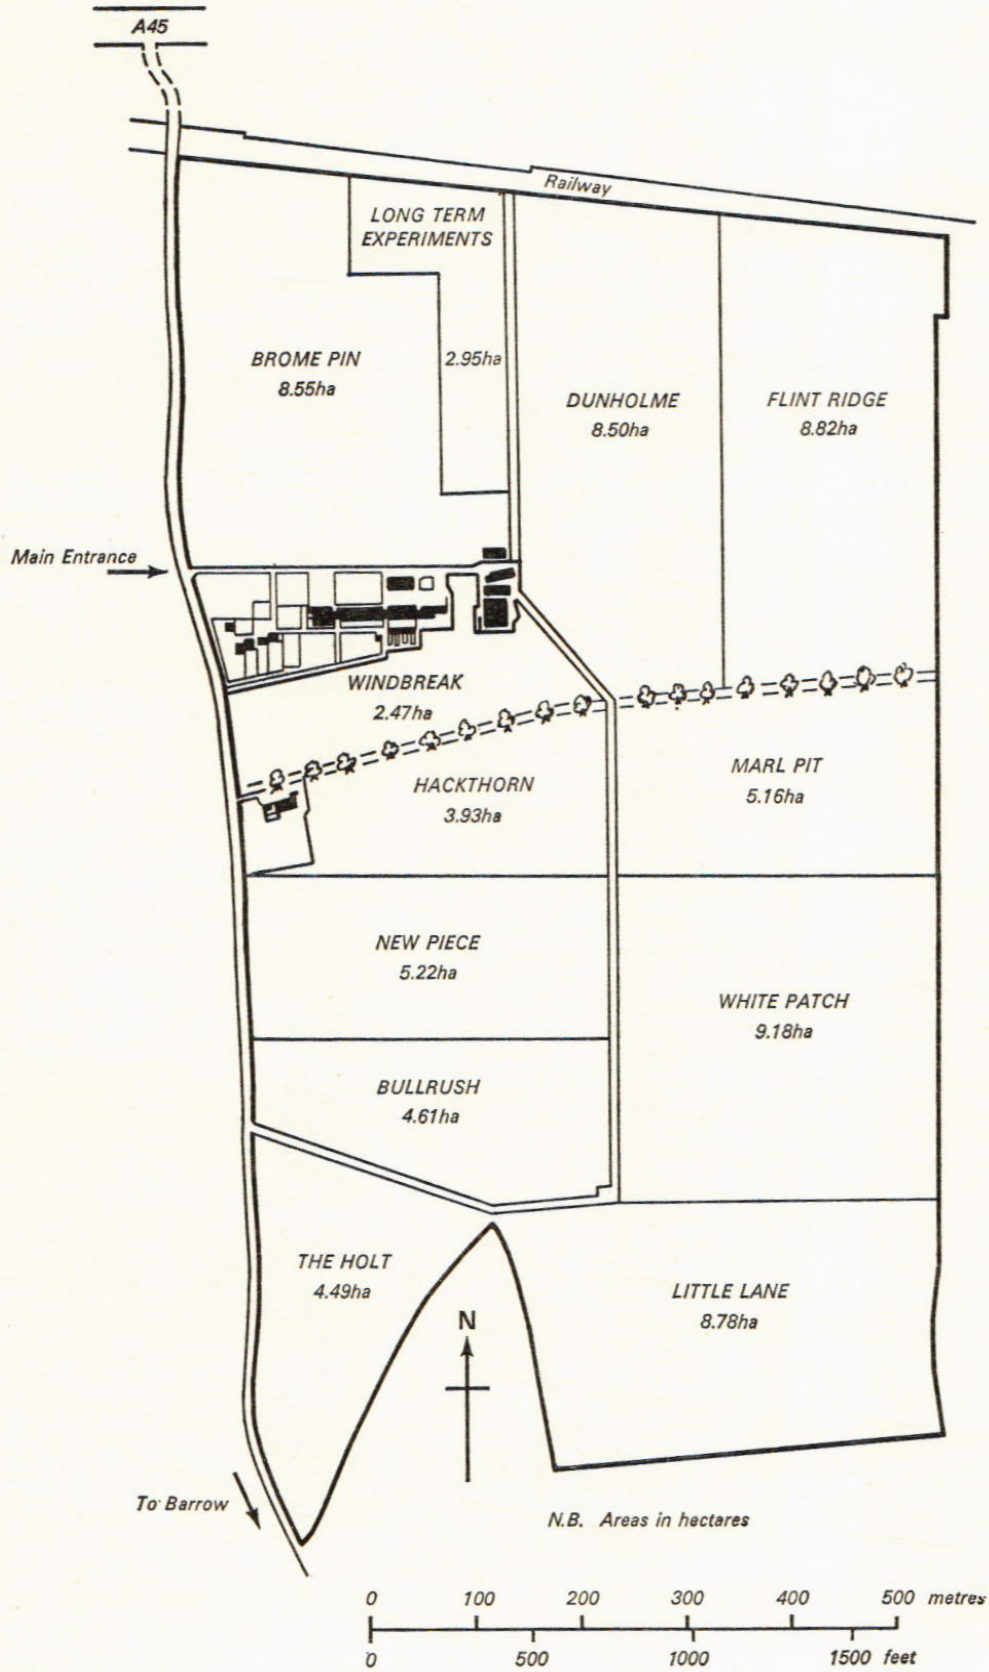 A45
Railway
LONG TERM
EXPERIMENTS
BROME PIN
8.55ha
2.95ha
DUNHOLME
8.50ha
FLINT RIDGE
8.82ha
Main Entrance
WINDBREAK
2.47ha
HACKTHORN
3.93ha
MARL PIT
5.16ha
NEW PIECE
5.22ha
WHITE PATCH
9.18ha
BULLRUSH
4.61ha
THE HOLT
4.49ha
LITTLE LANE
8.78ha
N
To Barrow
N.B. Areas in hectares
0 100 200 300 400 500 metres
0 500 1000 1500 feet